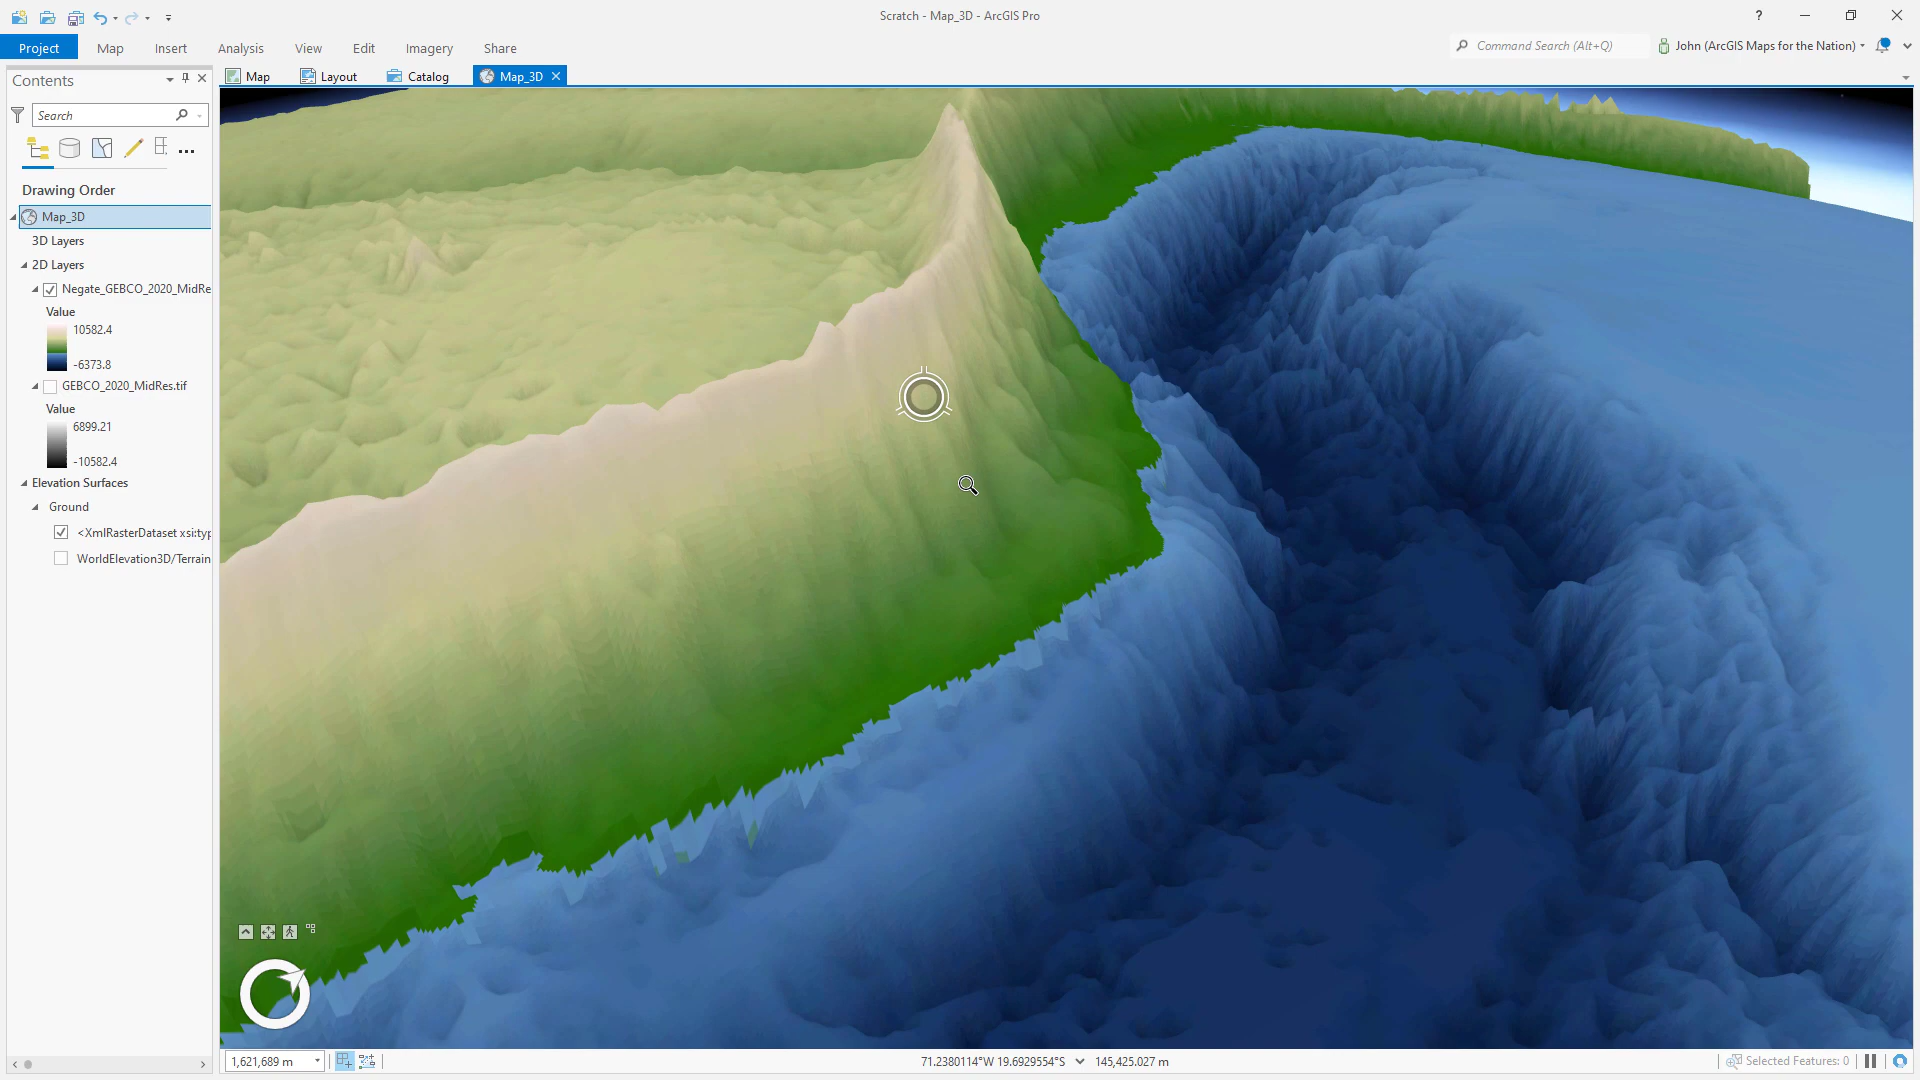 Scratch - Map_3D - ArcGIS Pro
?
Project Map Insert Analysis View Edit Imagery Share
Command Search (Alt+Q)
John (ArcGIS Maps for the Nation)
Contents
Map Layout Catalog Map_3D
Search
Drawing Order
Map_3D
3D Layers
2D Layers
Negate_GEBCO_2020_MidRe
Value
10582.4
-6373.8
GEBCO_2020_MidRes.tif
Value
6899.21
-10582.4
Elevation Surfaces
Ground
<XmlRasterDataset xsi:typ
WorldElevation3D/Terrain
1,621,689 m
71.2380114°W 19.6929554°S
145,425.027 m
Selected Features: 0